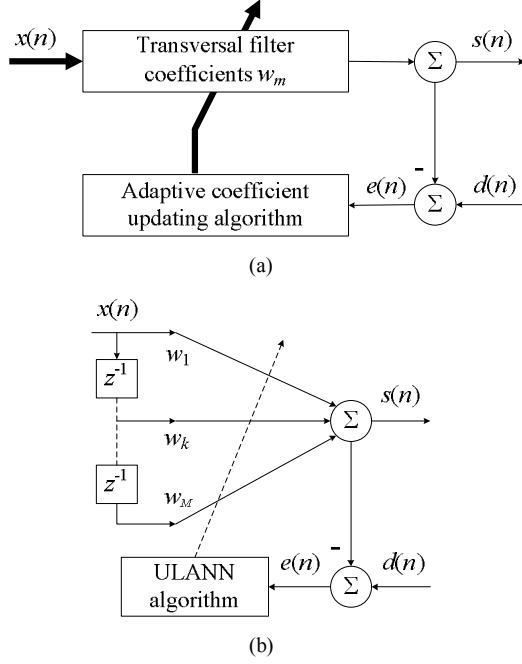 x(n)
Transversal filter
coefficients w_m
Σ
s(n)
-
Adaptive coefficient
updating algorithm
e(n)
Σ
d(n)
(a)
x(n)
w_1
z^-1
Σ
s(n)
w_k
z^-1
w_M
-
ULANN
algorithm
e(n)
Σ
d(n)
(b)